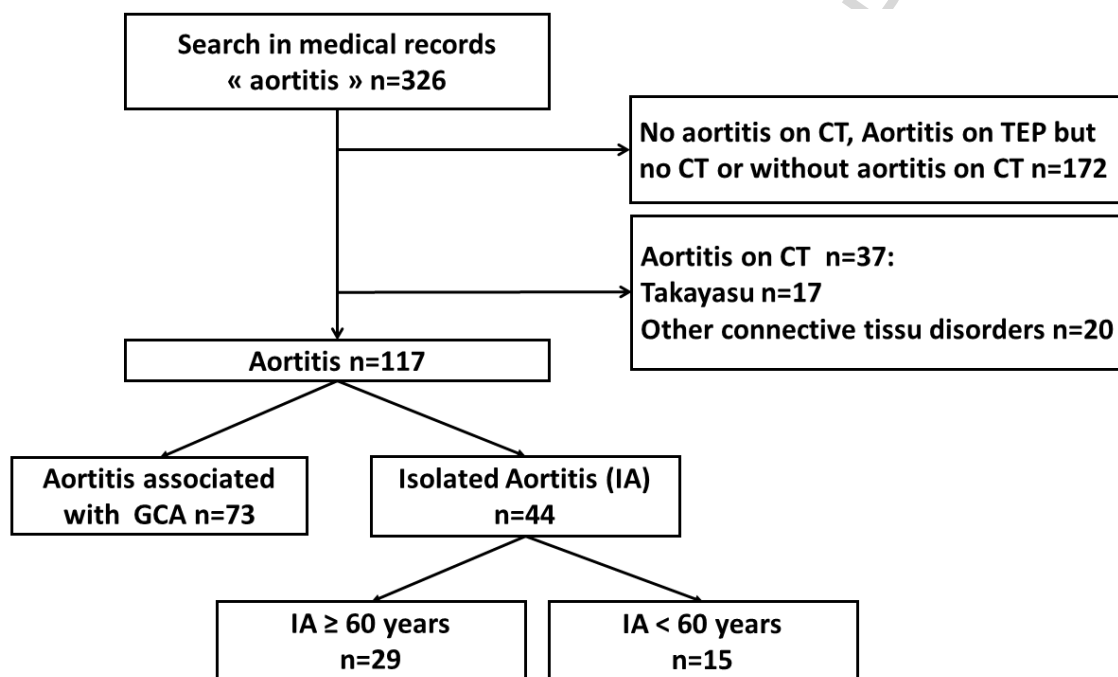 Search in medical records
« aortitis » n=326
No aortitis on CT, Aortitis on TEP but
no CT or without aortitis on CT n=172
Aortitis on CT n=37:
Takayasu n=17
Other connective tissu disorders n=20
Aortitis n=117
Aortitis associated
with GCA n=73
Isolated Aortitis (IA)
n=44
IA ≥ 60 years
n=29
IA < 60 years
n=15